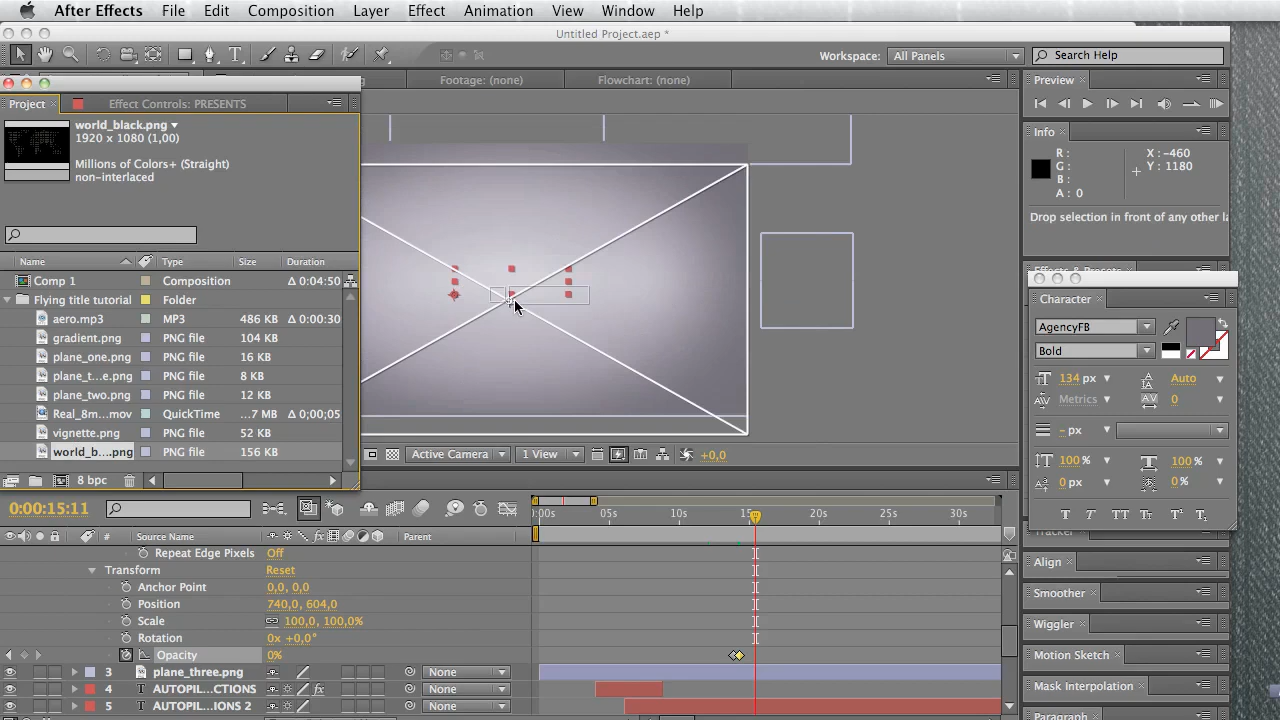 After Effects File Edit Composition Layer Effect Animation View Window Help
Untitled Project.aep *
Workspace: All Panels Search Help
Footage: (none) Flowchart: (none) Preview ×
Project × Effect Controls: PRESENTS
world_black.png
1920 x 1080 (1,00)
Millions of Colors+ (Straight)
non-interlaced
Info ×
R: X: -460
G: Y: 1180
B:
A: 0
Drop selection in front of any other la
Name Type Size Duration
Comp 1 Composition Δ 0:04:50
Flying title tutorial Folder
aero.mp3 MP3 486 KB Δ 0:00:30
gradient.png PNG file 104 KB
plane_one.png PNG file 16 KB
plane_t...e.png PNG file 8 KB
plane_two.png PNG file 12 KB
Real_8m...mov QuickTime ...7 MB Δ 0;00;05
vignette.png PNG file 52 KB
world_b...png PNG file 156 KB
8 bpc
Effects & Presets ×
Character ×
AgencyFB
Bold
134 px Auto
Metrics 0
- px
100% 100%
0 px 0%
T T TT Tr T¹ T₁
Active Camera 1 View +0,0
0:00:15:11 :00s 05s 10s 15s 20s 25s 30s
# Source Name Parent
Repeat Edge Pixels Off
Transform Reset
Anchor Point 0,0, 0,0
Position 740,0, 604,0
Scale 100,0, 100,0%
Rotation 0x +0,0°
Opacity 0%
3 plane_three.png None
4 T AUTOPIL...CTIONS None
5 T AUTOPIL...IONS 2 None
Tracker ×
Align ×
Smoother ×
Wiggler ×
Motion Sketch ×
Mask Interpolation ×
Paragraph ×